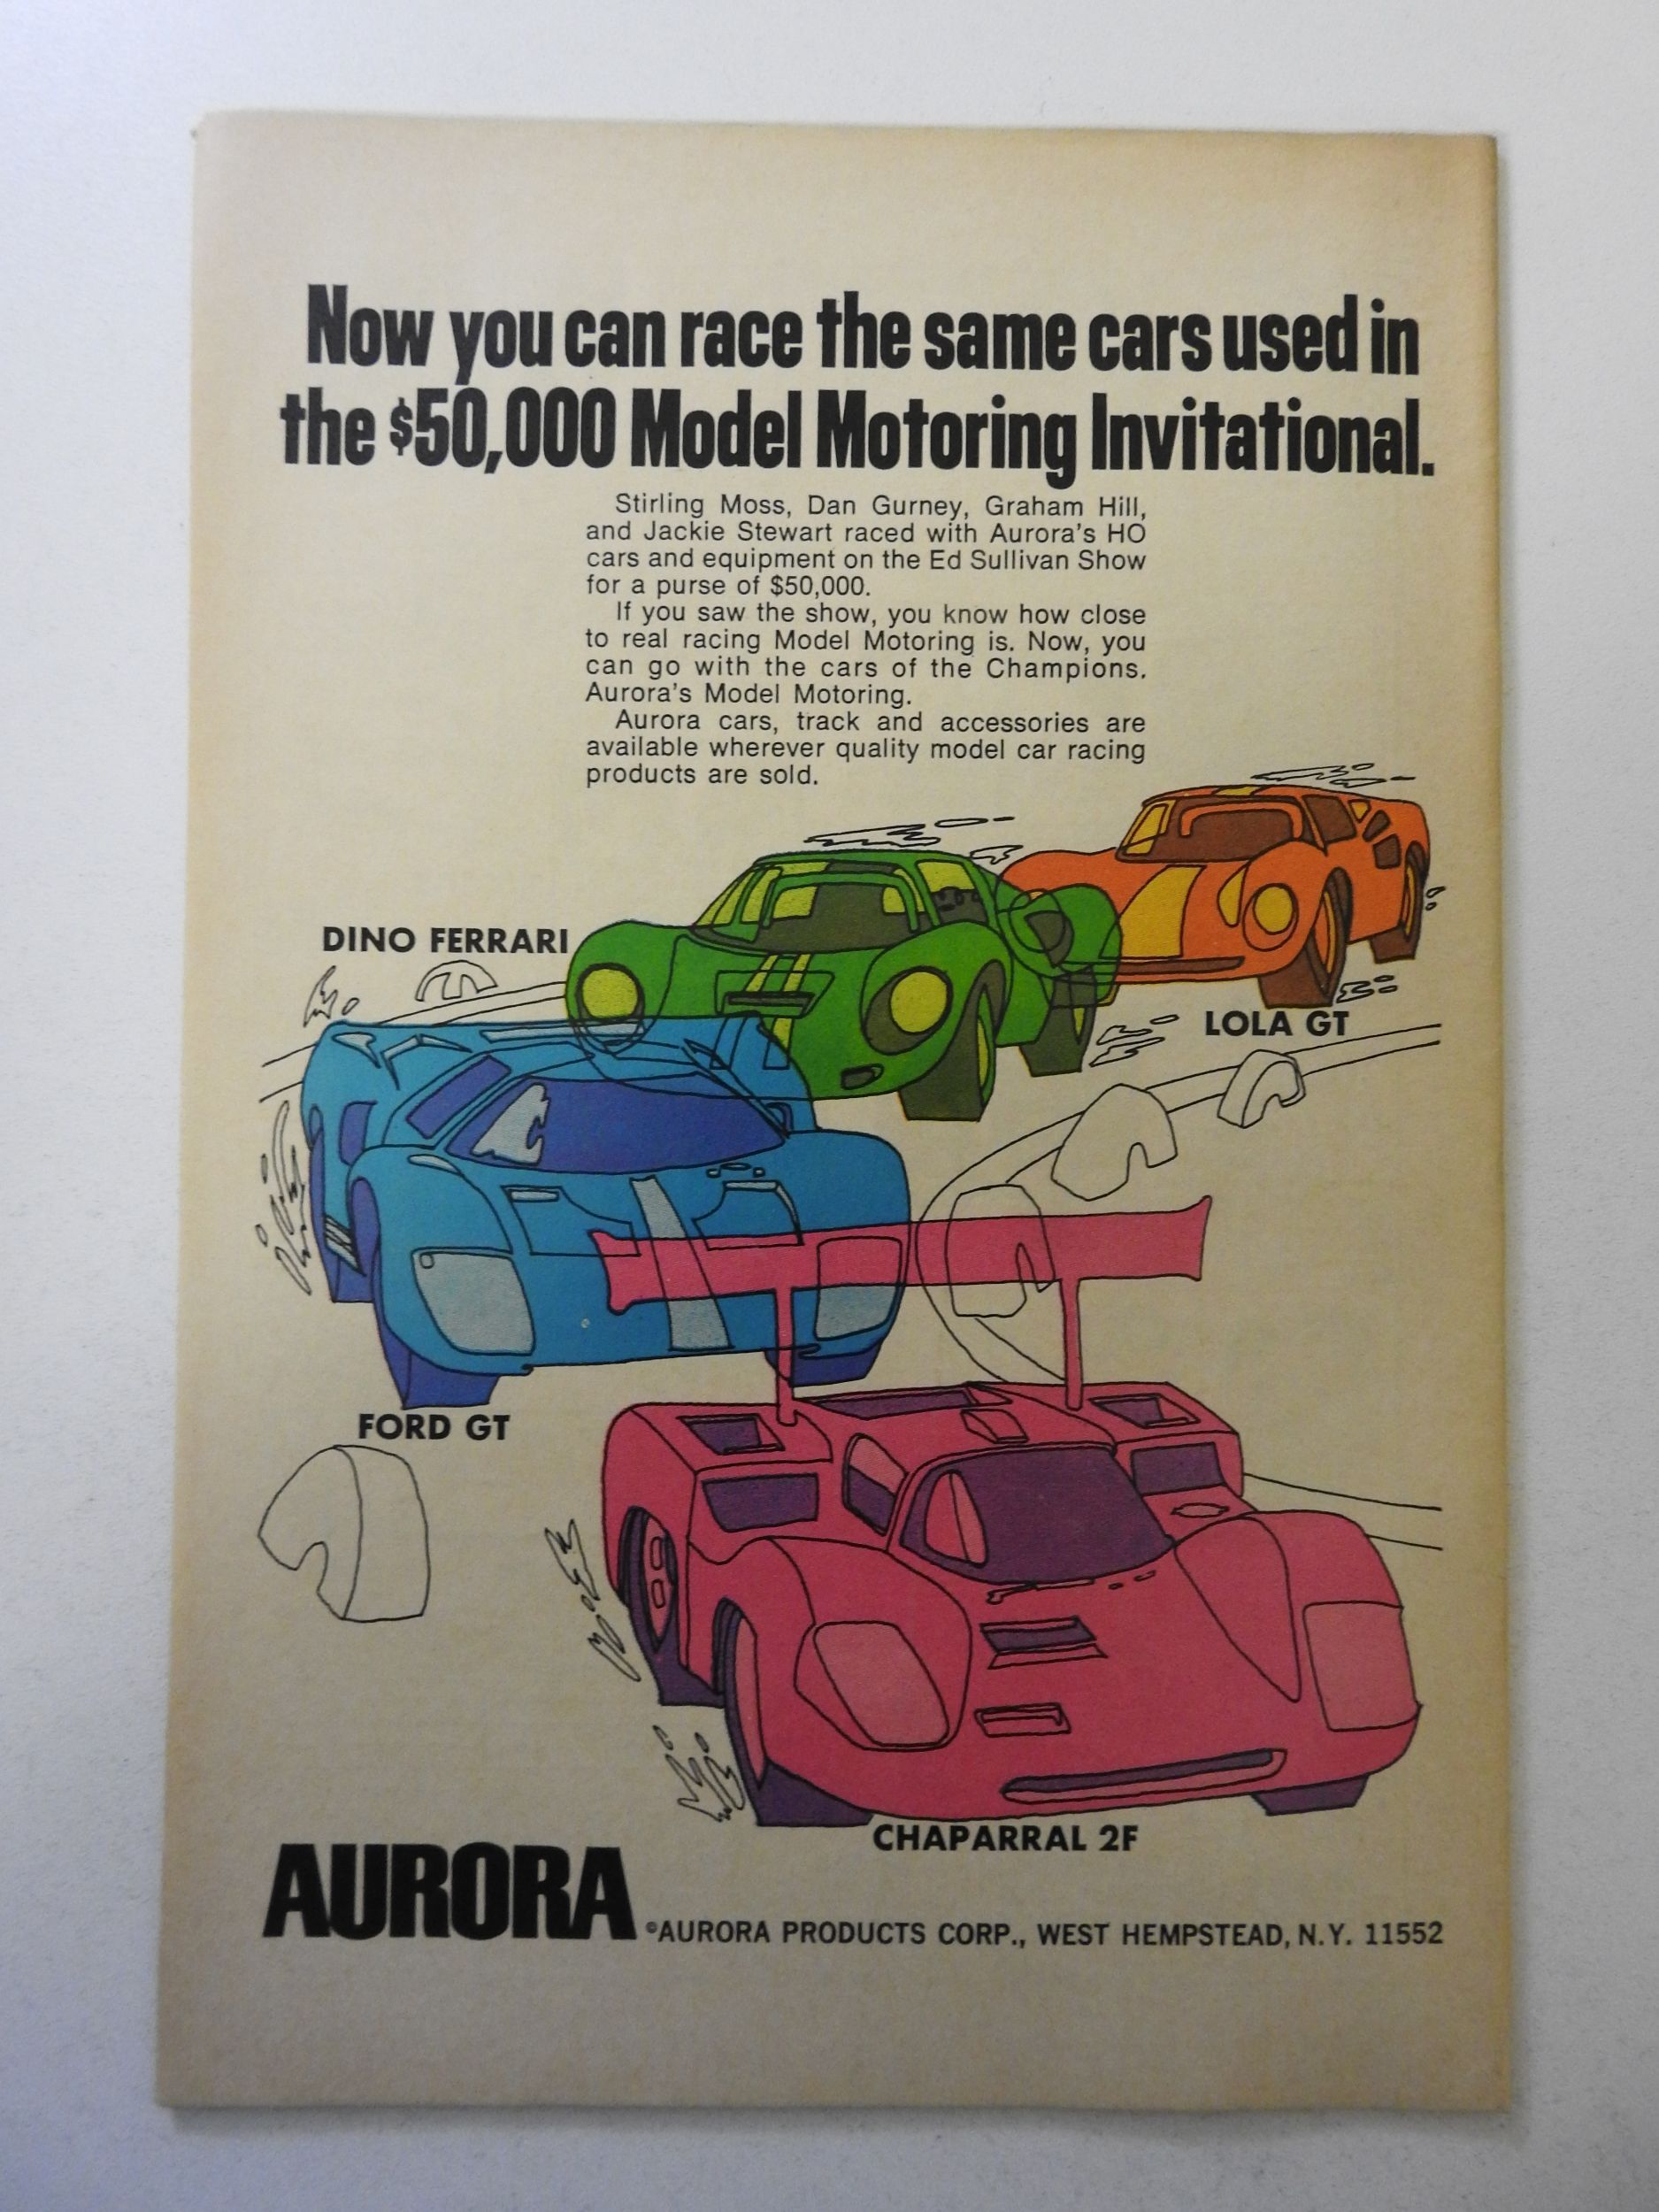 Now you can race the same cars used in
the $50,000 Model Motoring Invitational.
Stirling Moss, Dan Gurney, Graham Hill,
and Jackie Stewart raced with Aurora's HO
cars and equipment on the Ed Sullivan Show
for a purse of $50,000.
If you saw the show, you know how close
to real racing Model Motoring is. Now, you
can go with the cars of the Champions.
Aurora's Model Motoring.
Aurora cars, track and accessories are
available wherever quality model car racing
products are sold.
DINO FERRARI
LOLA GT
FORD GT
CHAPARRAL 2F
AURORA
©AURORA PRODUCTS CORP., WEST HEMPSTEAD, N.Y. 11552